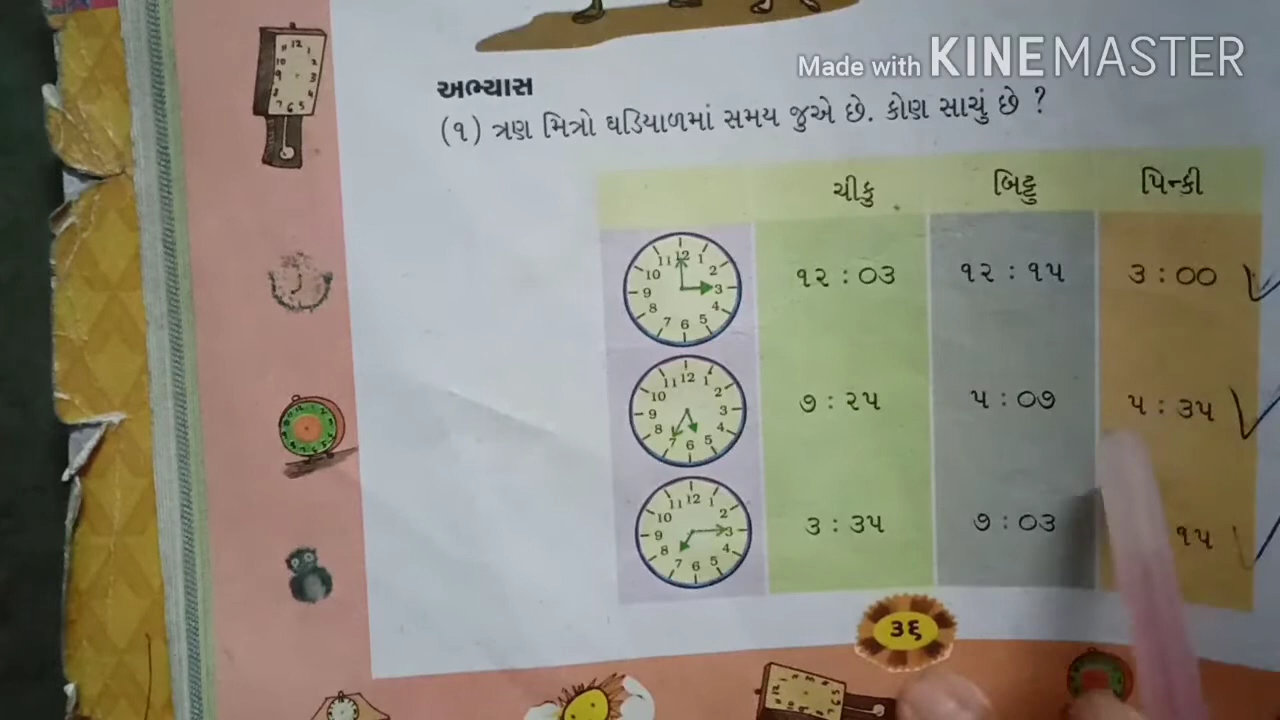 Made with KINEMASTER
અભ્યાસ
(૧) ત્રણ મિત્રો ઘડિયાળમાં સમય જુએ છે. કોણ સાચું છે ?
ચીકુ બિટ્ટુ પિન્કી
૧૨ : ૦૩ ૧૨ : ૧૫ ૩ : ૦૦
૭ : ૨૫ ૫ : ૦૭ ૫ : ૩૫
૩ : ૩૫ ૭ : ૦૩ ૧૫
૩૬